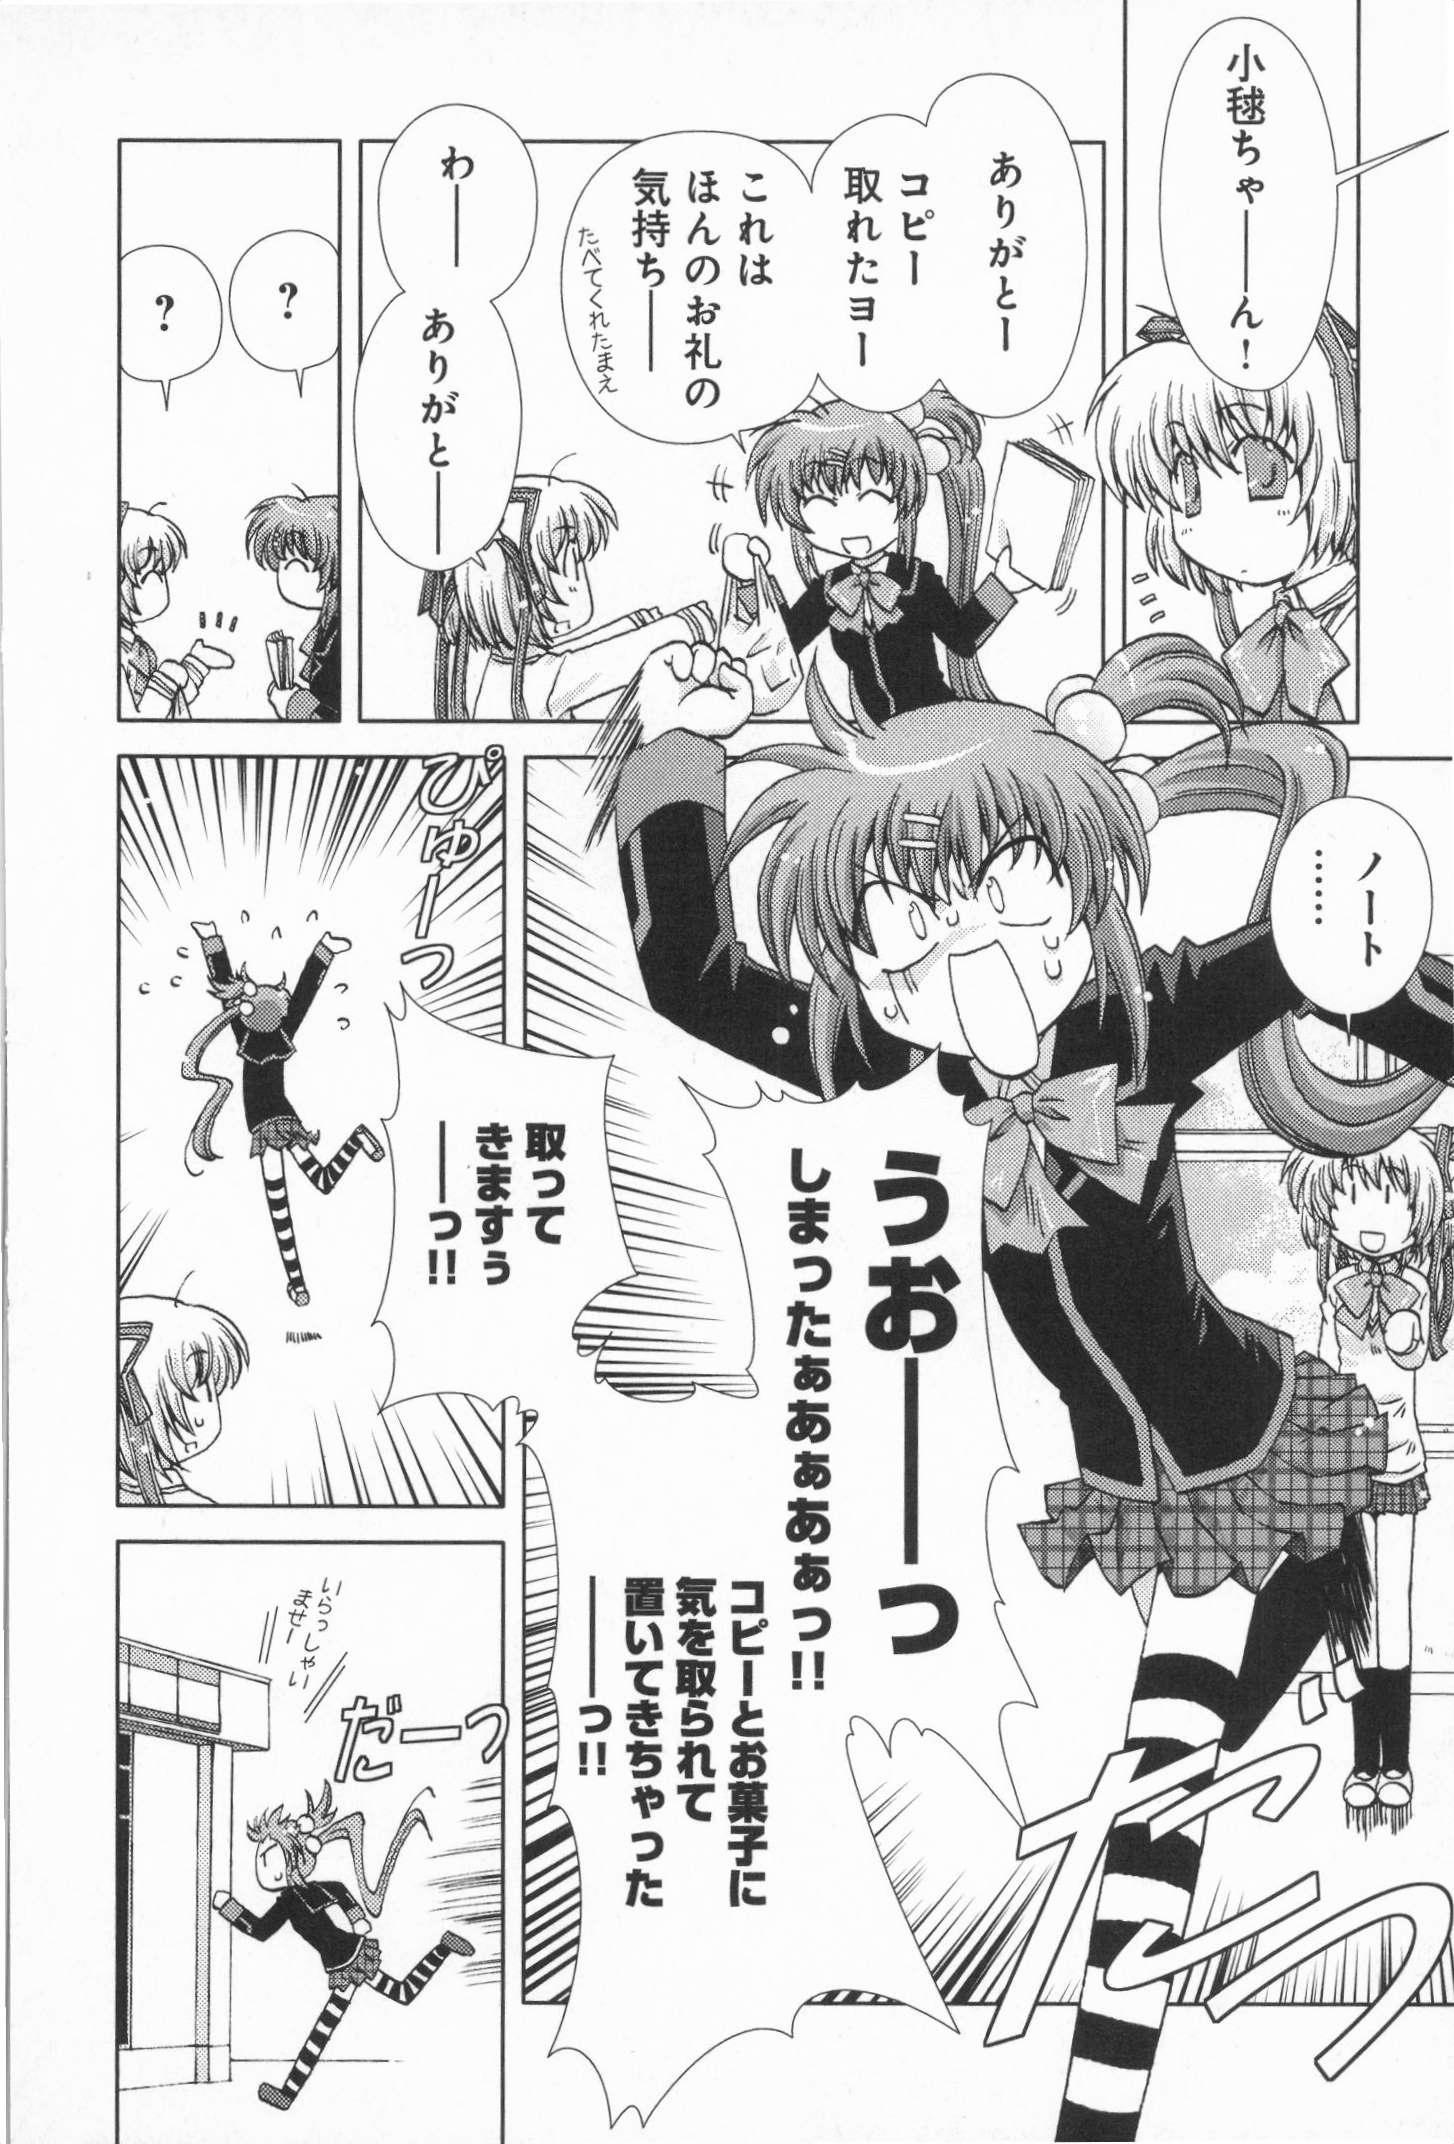 小毬ちゃーーん！
ありがとー
コピー
取れたヨー
これは
ほんのお礼の
気持ちーー
たべてくれたまえ
わーー
ありがとーー
？
？
ノート
……
うおーーっ
しまったぁあぁあぁっ!!
コピーとお菓子に
気を取られて
置いてきちゃった
ーーっ!!
だらっ
ぴゅーっ
取って
きますぅ
ーーっ!!
いらっしゃい
ませー
だーっ